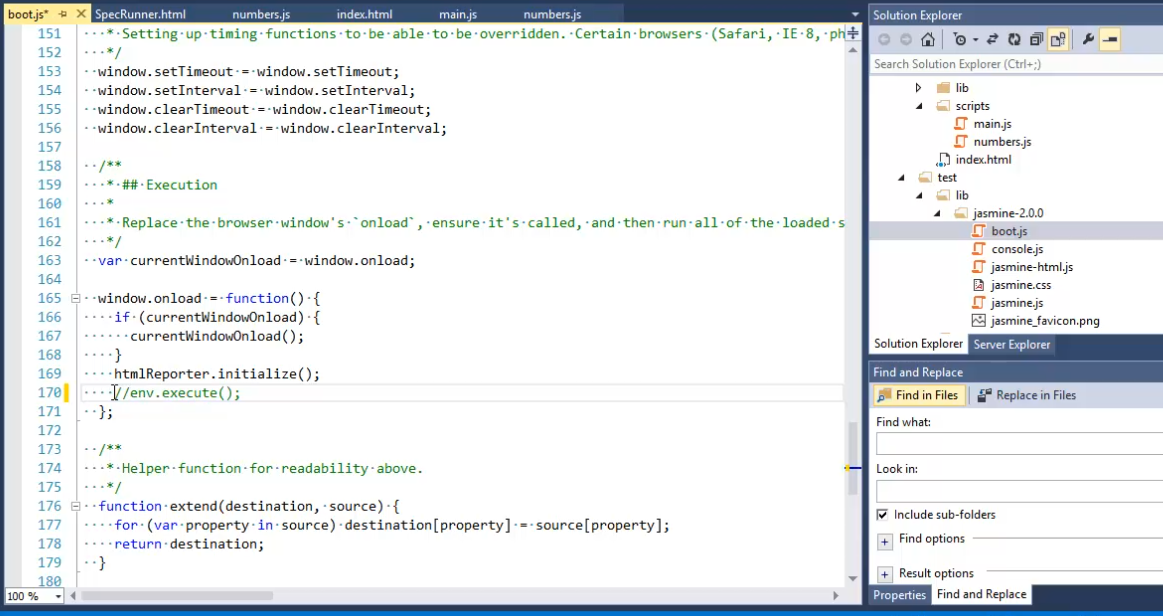 boot.js* SpecRunner.html numbers.js index.html main.js numbers.js
151 * Setting up timing functions to be able to be overridden. Certain browsers (Safari, IE 8, ph
152 */
153 window.setTimeout = window.setTimeout;
154 window.setInterval = window.setInterval;
155 window.clearTimeout = window.clearTimeout;
156 window.clearInterval = window.clearInterval;
157
158 /**
159 * ## Execution
160 *
161 * Replace the browser window's `onload`, ensure it's called, and then run all of the loaded s
162 */
163 var currentWindowOnload = window.onload;
164
165 window.onload = function() {
166 if (currentWindowOnload) {
167 currentWindowOnload();
168 }
169 htmlReporter.initialize();
170 //env.execute();
171 };
172
173 /**
174 * Helper function for readability above.
175 */
176 function extend(destination, source) {
177 for (var property in source) destination[property] = source[property];
178 return destination;
179 }
180
100 %
Solution Explorer
Search Solution Explorer (Ctrl+;)
lib
scripts
main.js
numbers.js
index.html
test
lib
jasmine-2.0.0
boot.js
console.js
jasmine-html.js
jasmine.css
jasmine.js
jasmine_favicon.png
Solution Explorer Server Explorer
Find and Replace
Find in Files Replace in Files
Find what:
Look in:
Include sub-folders
Find options
Result options
Properties Find and Replace